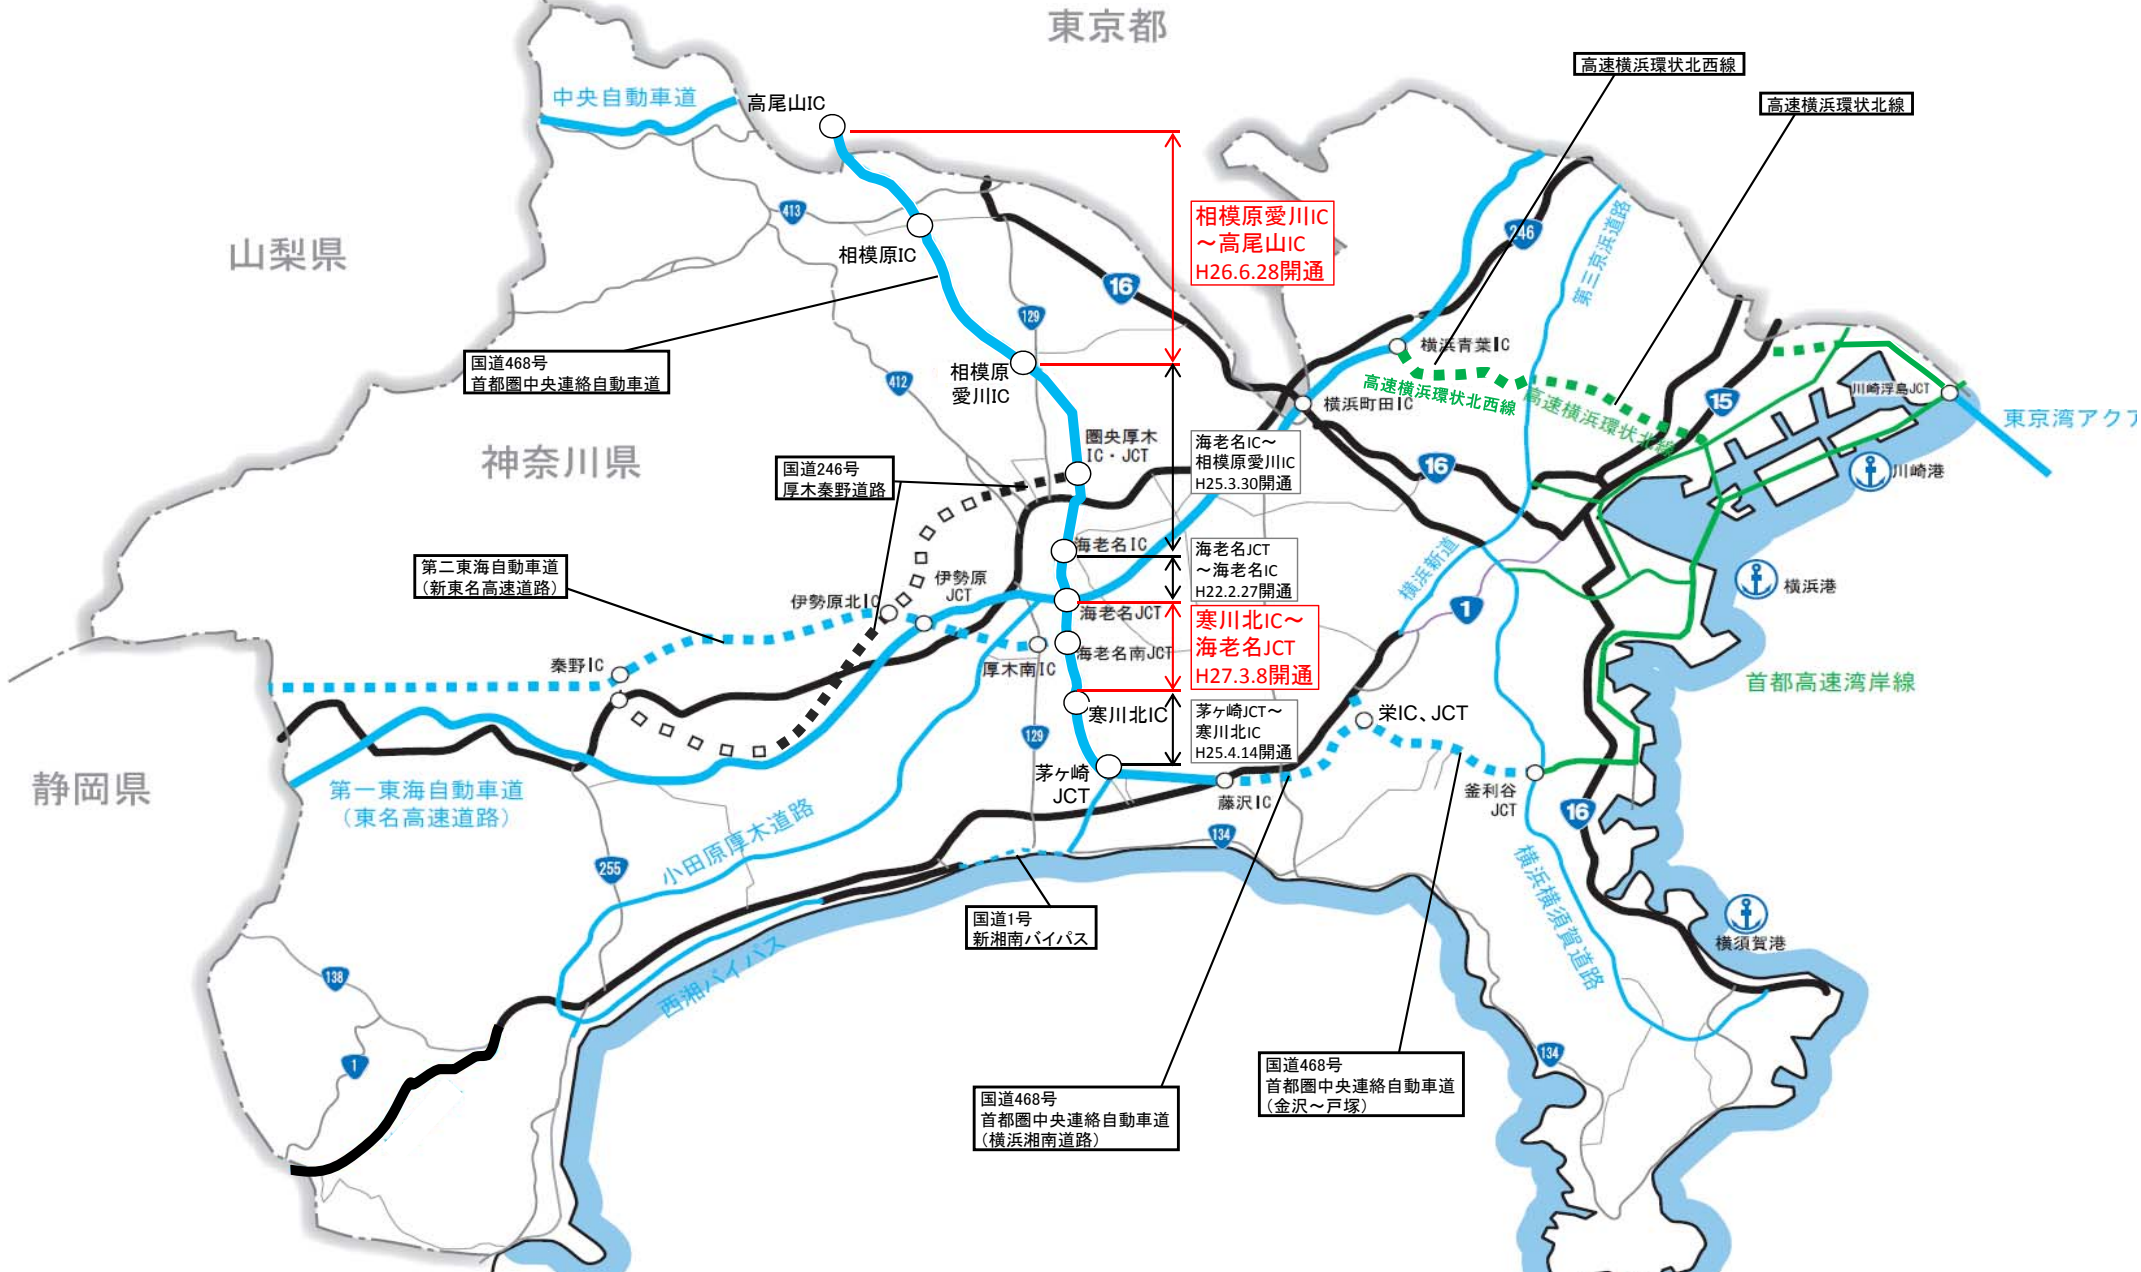 東京都
高速横浜環状北西線
高速横浜環状北線
中央自動車道
高尾山IC
413
相模原IC
相模原愛川IC
～高尾山IC
H26.6.28開通
246
第三京浜道路
山梨県
16
129
国道468号
首都圏中央連絡自動車道
相模原
愛川IC
412
横浜青葉IC
高速横浜環状北西線
高速横浜環状北線
横浜町田IC
15
川崎浮島JCT
東京湾アクア
神奈川県
圏央厚木
IC・JCT
海老名IC～
相模原愛川IC
H25.3.30開通
16
川崎港
国道246号
厚木秦野道路
海老名IC
海老名JCT
～海老名IC
H22.2.27開通
横浜新道
横浜港
第二東海自動車道
（新東名高速道路）
伊勢原
JCT
伊勢原北IC
海老名JCT
寒川北IC～
海老名JCT
H27.3.8開通
1
秦野IC
厚木南IC
海老名南JCT
首都高速湾岸線
寒川北IC
茅ヶ崎JCT～
寒川北IC
H25.4.14開通
栄IC、JCT
129
静岡県
第一東海自動車道
（東名高速道路）
茅ヶ崎
JCT
藤沢IC
釜利谷
JCT
16
小田原厚木道路
134
255
横浜横須賀道路
国道1号
新湘南バイパス
横須賀港
西湘バイパス
138
1
134
国道468号
首都圏中央連絡自動車道
（金沢～戸塚）
国道468号
首都圏中央連絡自動車道
（横浜湘南道路）